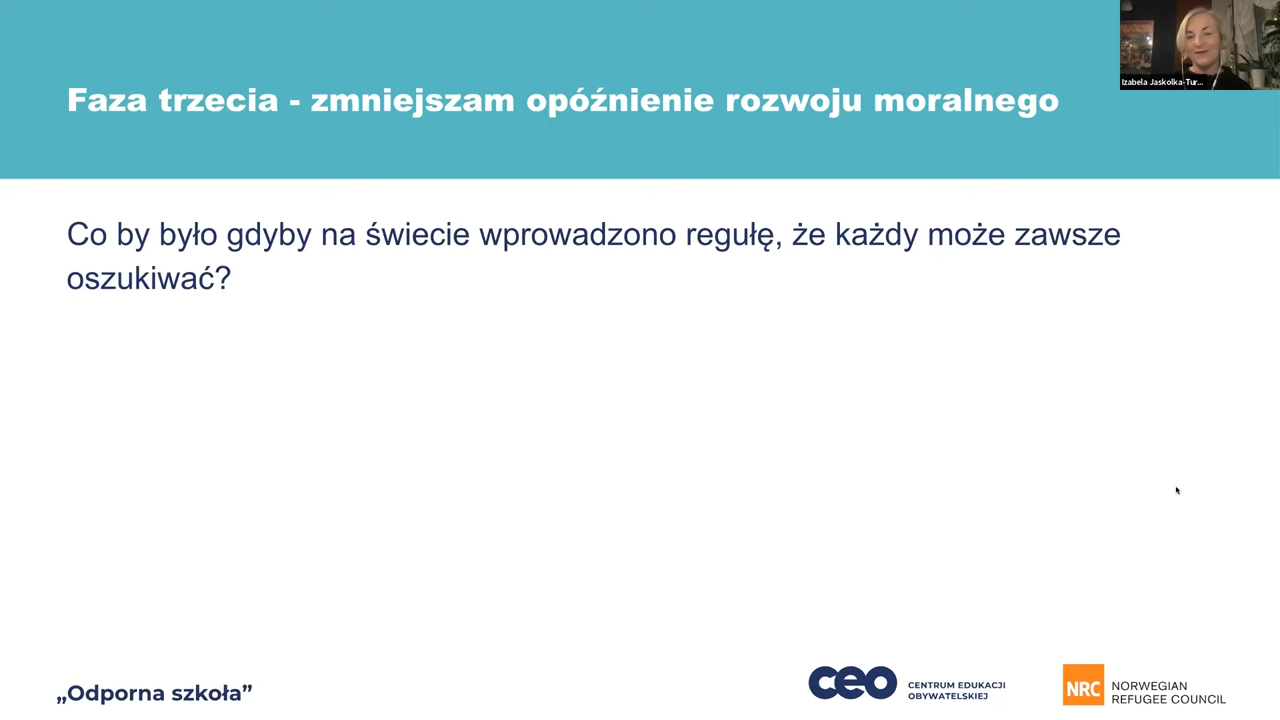 Izabela Jaskolka-Tur...
Faza trzecia - zmniejszam opóźnienie rozwoju moralnego
Co by było gdyby na świecie wprowadzono regułę, że każdy może zawsze
oszukiwać?
„Odporna szkoła”
ceo
CENTRUM EDUKACJI
OBYWATELSKIEJ
NRC
NORWEGIAN
REFUGEE COUNCIL